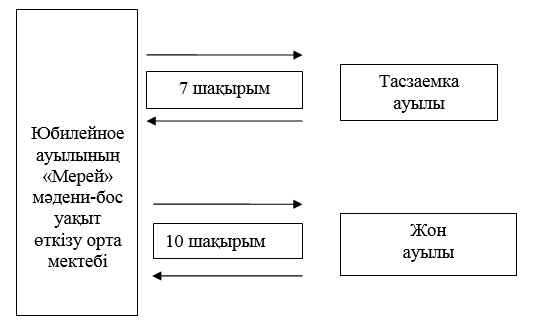 Юбилейное
ауылының
«Мерей»
мәдени-бос
уақыт
өткізу орта
мектебі
7 шақырым
Тасзаемка
ауылы
10 шақырым
Жон
ауылы